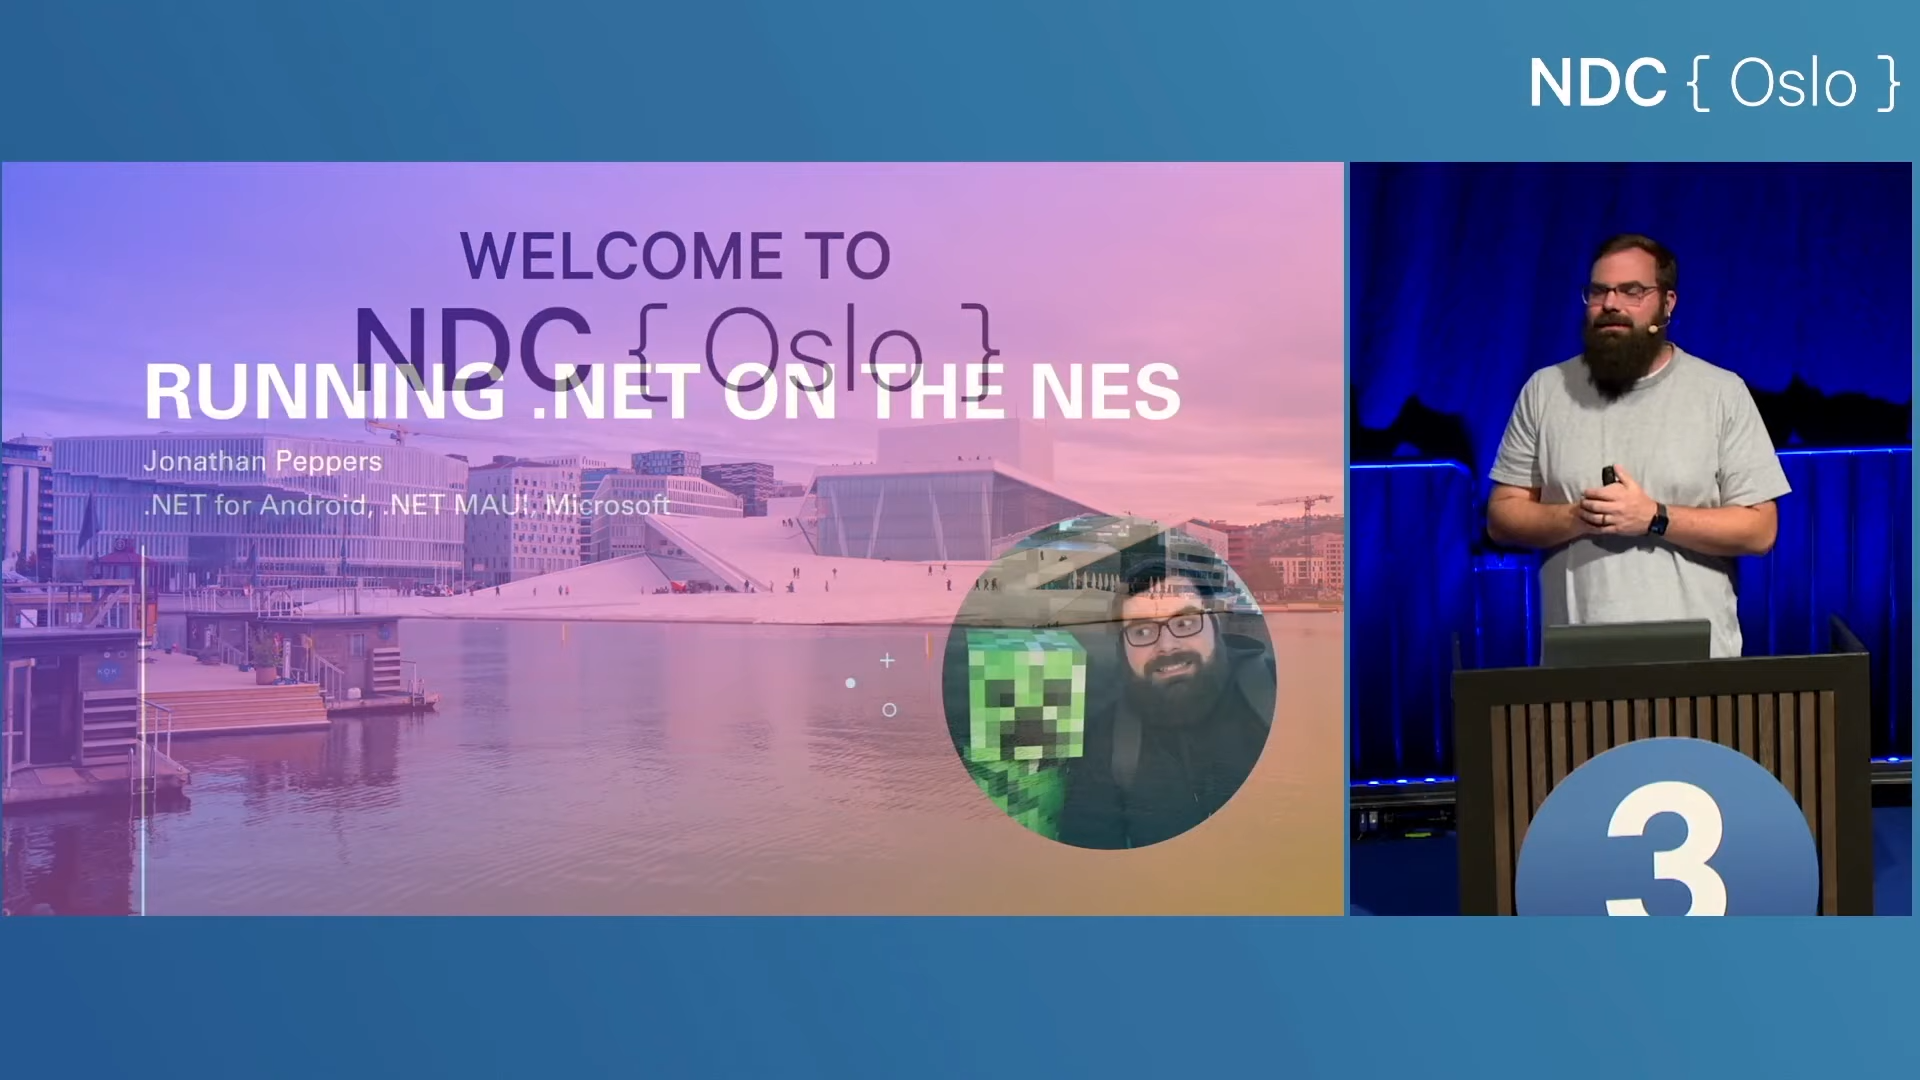 NDC { Oslo }
WELCOME TO
NDC { Oslo }
RUNNING .NET ON THE NES
Jonathan Peppers
.NET for Android, .NET MAUI, Microsoft
3